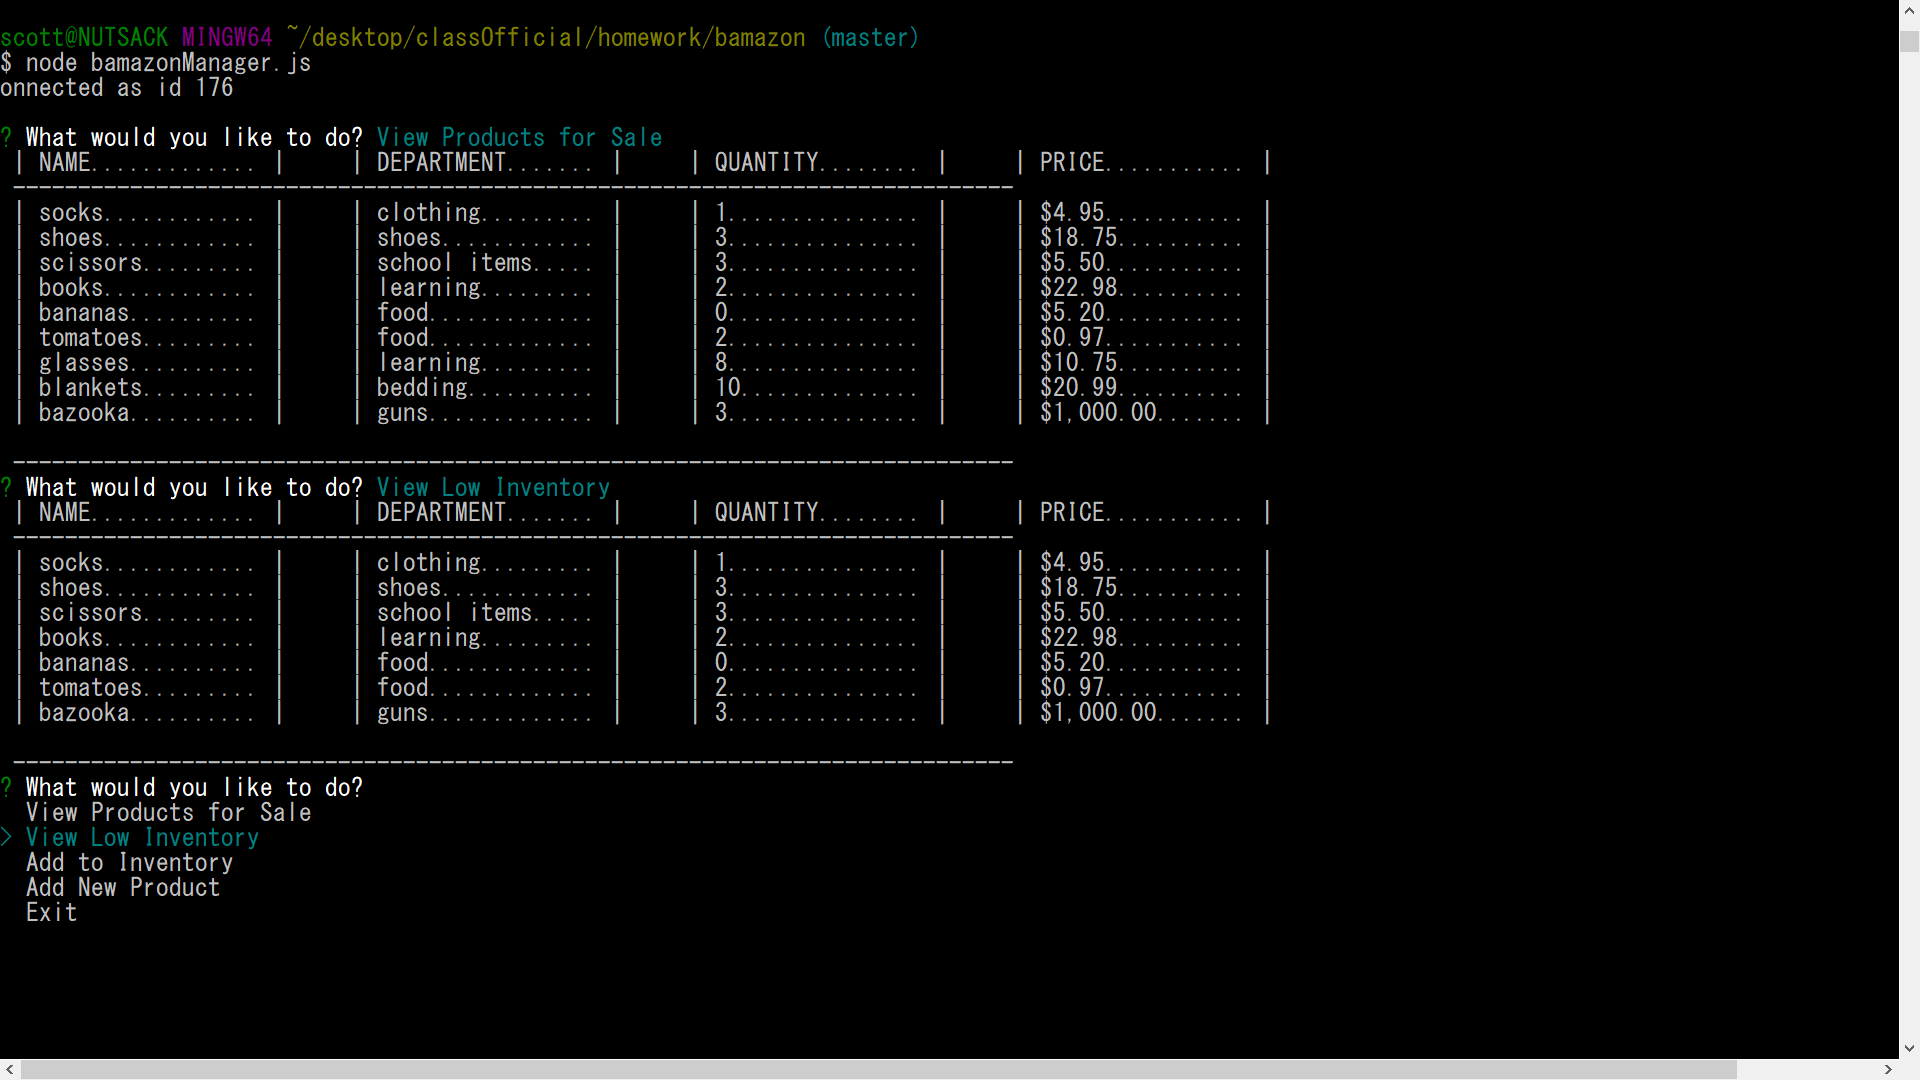 scott@NUTSACK MINGW64 ~/desktop/classOfficial/homework/bamazon (master)
$ node bamazonManager.js
onnected as id 176
? What would you like to do? View Products for Sale
| NAME............. |     | DEPARTMENT....... |     | QUANTITY........ |     | PRICE........... |
-----------------------------------------------------------------------------
| socks............ |     | clothing......... |     | 1............... |     | $4.95........... |
| shoes............ |     | shoes............ |     | 3............... |     | $18.75.......... |
| scissors......... |     | school items..... |     | 3............... |     | $5.50........... |
| books............ |     | learning......... |     | 2............... |     | $22.98.......... |
| bananas.......... |     | food............. |     | 0............... |     | $5.20........... |
| tomatoes......... |     | food............. |     | 2............... |     | $0.97........... |
| glasses.......... |     | learning......... |     | 8............... |     | $10.75.......... |
| blankets......... |     | bedding.......... |     | 10.............. |     | $20.99.......... |
| bazooka.......... |     | guns............. |     | 3............... |     | $1,000.00....... |
-----------------------------------------------------------------------------
? What would you like to do? View Low Inventory
| NAME............. |     | DEPARTMENT....... |     | QUANTITY........ |     | PRICE........... |
-----------------------------------------------------------------------------
| socks............ |     | clothing......... |     | 1............... |     | $4.95........... |
| shoes............ |     | shoes............ |     | 3............... |     | $18.75.......... |
| scissors......... |     | school items..... |     | 3............... |     | $5.50........... |
| books............ |     | learning......... |     | 2............... |     | $22.98.......... |
| bananas.......... |     | food............. |     | 0............... |     | $5.20........... |
| tomatoes......... |     | food............. |     | 2............... |     | $0.97........... |
| bazooka.......... |     | guns............. |     | 3............... |     | $1,000.00....... |
-----------------------------------------------------------------------------
? What would you like to do?
View Products for Sale
> View Low Inventory
Add to Inventory
Add New Product
Exit